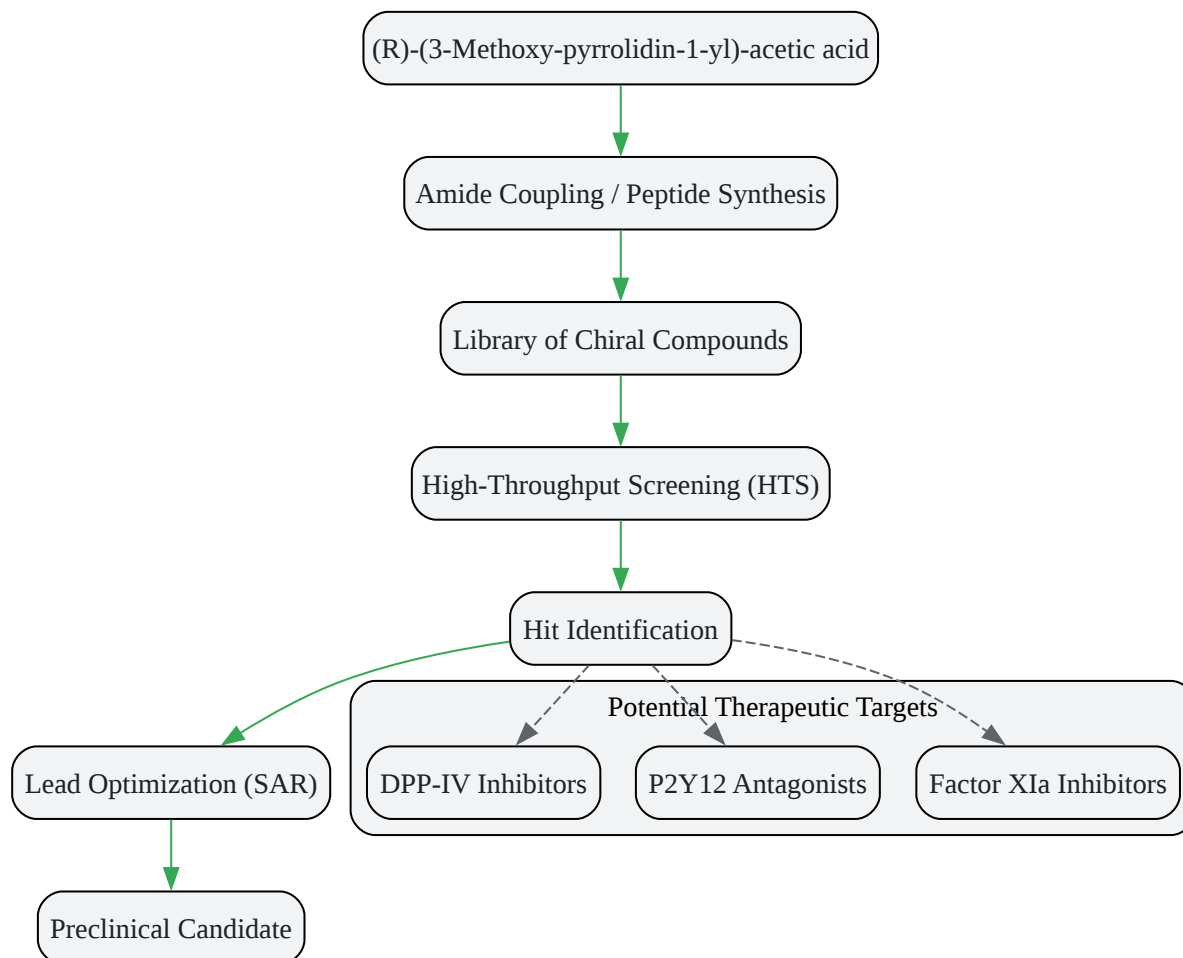 (R)-(3-Methoxy-pyrrolidin-1-yl)-acetic acid
Amide Coupling / Peptide Synthesis
Library of Chiral Compounds
High-Throughput Screening (HTS)
Hit Identification
Potential Therapeutic Targets
Lead Optimization (SAR)
DPP-IV Inhibitors
P2Y12 Antagonists
Factor XIa Inhibitors
Preclinical Candidate